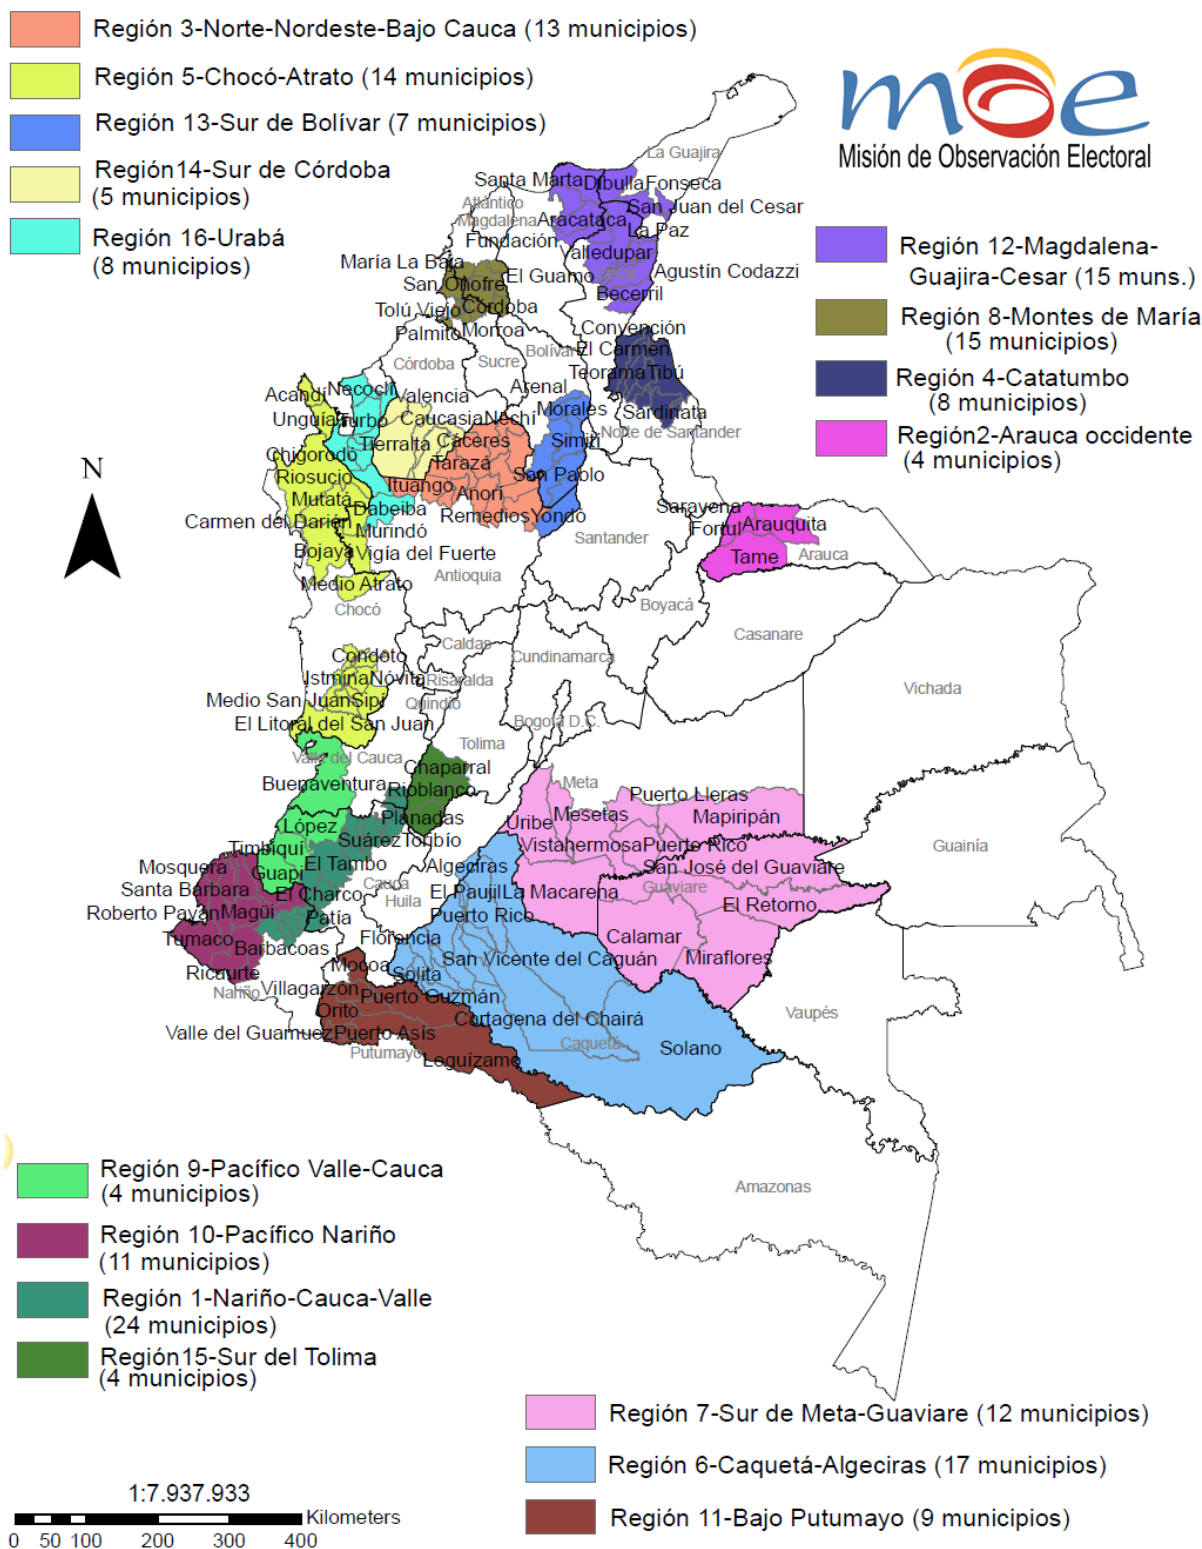 Región 3-Norte-Nordeste-Bajo Cauca (13 municipios)
Región 5-Chocó-Atrato (14 municipios)
Región 13-Sur de Bolívar (7 municipios)
Región14-Sur de Córdoba
(5 municipios)
Región 16-Urabá
(8 municipios)
moe
Misión de Observación Electoral
Región 12-Magdalena-
Guajira-Cesar (15 muns.)
Región 8-Montes de María
(15 municipios)
Región 4-Catatumbo
(8 municipios)
Región2-Arauca occidente
(4 municipios)
N
La Guajira
Santa Marta
Dibulla
Fonseca
Atlántico
San Juan del Cesar
Magdalena
Aracataca
La Paz
Fundación
Valledupar
María La Baja
El Guamo
Agustín Codazzi
San Onofre
Becerril
Tolú Viejo
Córdoba
Palmito
Morroa
Convención
Bolívar
El Carmen
Córdoba
Sucre
Teorama
Tibú
Acandí
Necoclí
Valencia
Arenal
Unguía
Turbo
Caucasia
Nechí
Morales
Sardinata
Norte de Santander
Tierralta
Cáceres
Simití
Chigorodó
Tarazá
Riosucio
San Pablo
Ituango
Mutatá
Anorí
Dabeiba
Carmen del Darién
Remedios
Yondó
Saravena
Murindó
Fortul
Arauquita
Santander
Bojaya
Vigía del Fuerte
Tame
Arauca
Antioquia
Medio Atrato
Chocó
Boyacá
Casanare
Caldas
Condoto
Cundinamarca
Istmina
Nóvita
Risaralda
Vichada
Medio San Juan
Sipí
Quindío
El Litoral del San Juan
Bogotá D.C.
Tolima
Valle del Cauca
Chaparral
Buenaventura
Rioblanco
Meta
Puerto Lleras
Planadas
Uribe
Mesetas
Mapiripán
López
Suárez
Toribío
Timbiquí
Vistahermosa
Puerto Rico
Guainía
Mosquera
Guapi
El Tambo
Algeciras
San José del Guaviare
Santa Bárbara
Cauca
El Paujil
La Macarena
Guaviare
El Charco
Huila
El Retorno
Roberto Payán
Magüi
Patía
Puerto Rico
Tumaco
Barbacoas
Florencia
Calamar
Ricaurte
Mocoa
Solita
San Vicente del Caguán
Miraflores
Nariño
Villagarzón
Puerto Guzmán
Orito
Cartagena del Chairá
Vaupés
Valle del Guamuez
Puerto Asís
Caquetá
Solano
Putumayo
Leguízamo
Amazonas
Región 9-Pacífico Valle-Cauca
(4 municipios)
Región 10-Pacífico Nariño
(11 municipios)
Región 1-Nariño-Cauca-Valle
(24 municipios)
Región15-Sur del Tolima
(4 municipios)
Región 7-Sur de Meta-Guaviare (12 municipios)
Región 6-Caquetá-Algeciras (17 municipios)
Región 11-Bajo Putumayo (9 municipios)
1:7.937.933
Kilometers
0 50 100 200 300 400